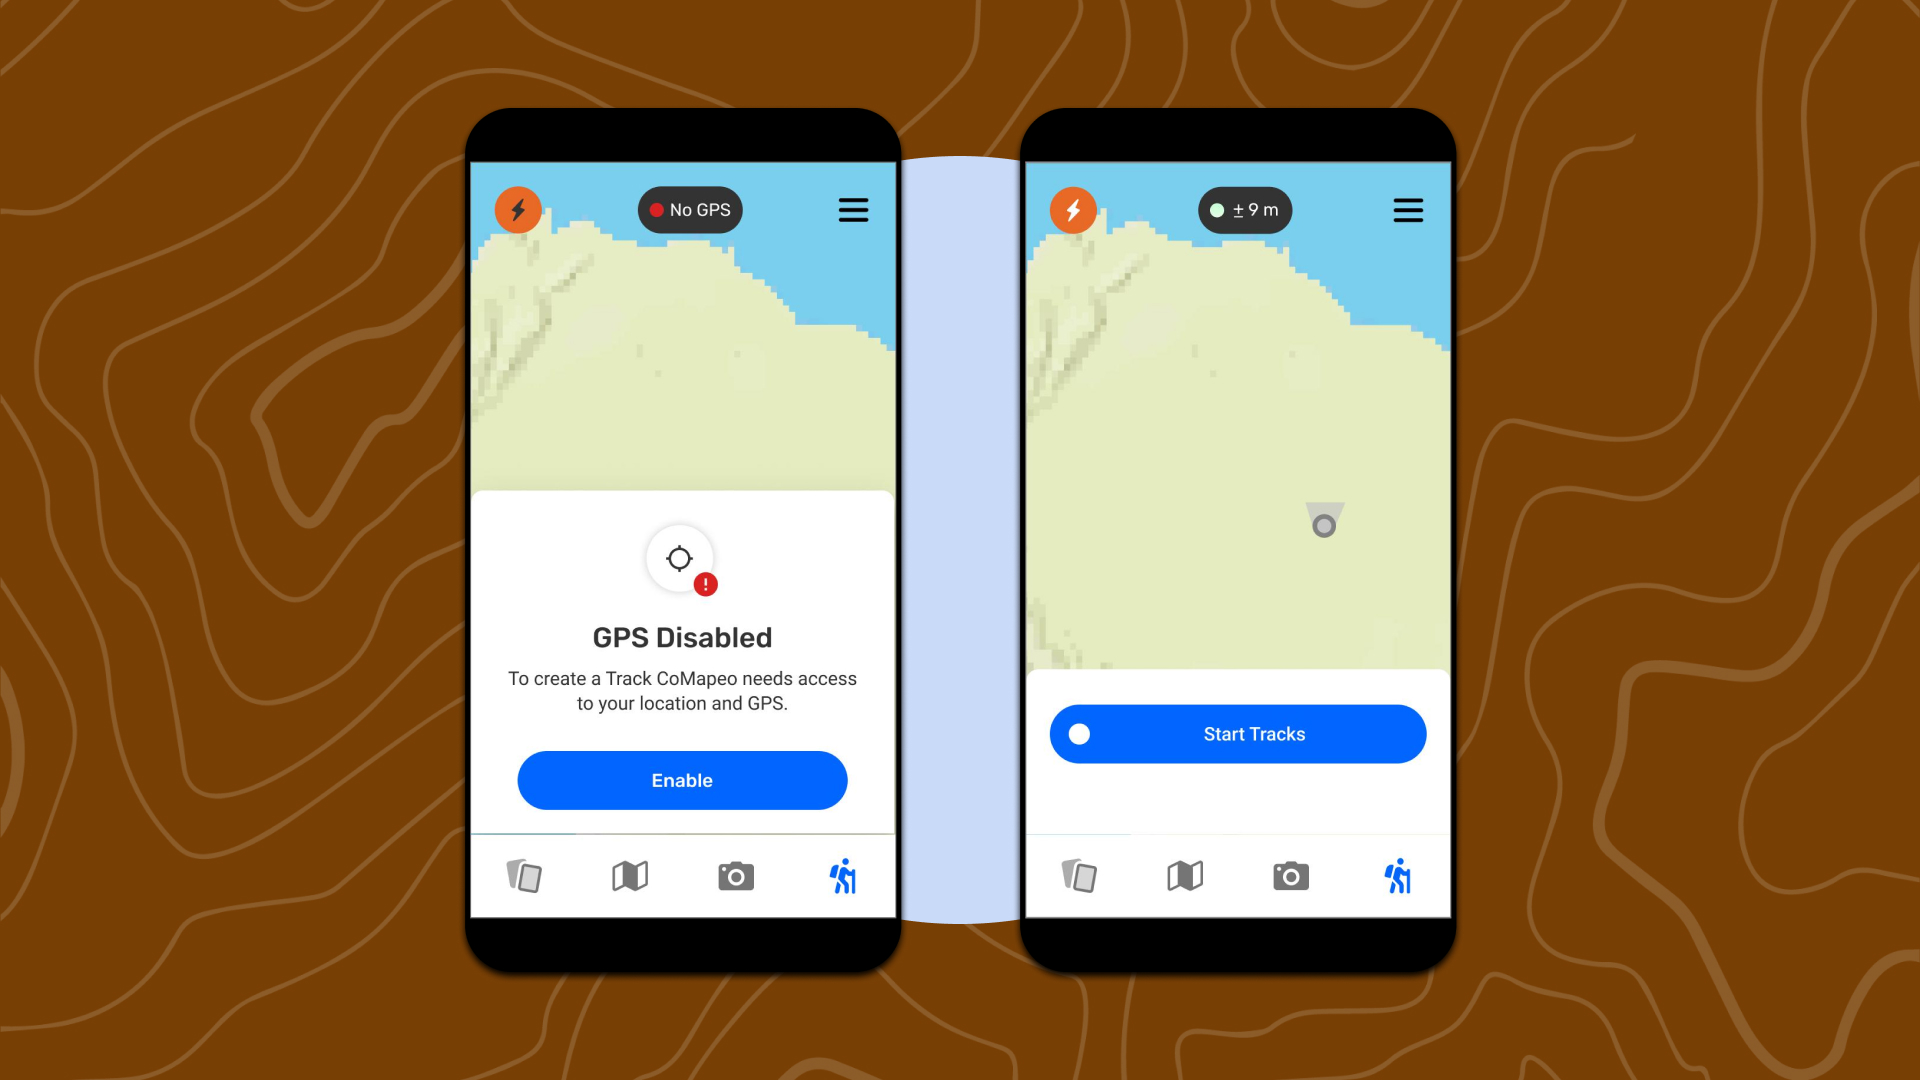 No GPS
GPS Disabled
To create a Track CoMapeo needs access
to your location and GPS.
Enable
± 9 m
Start Tracks